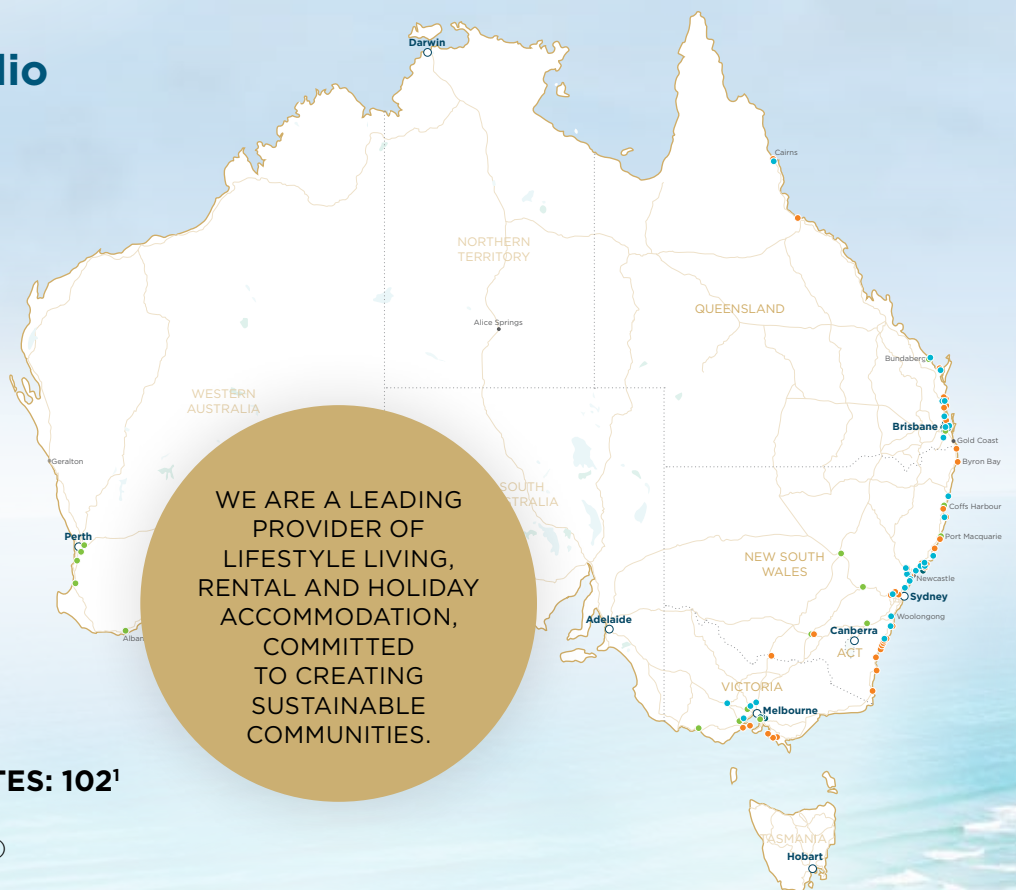 lio
Darwin
Cairns
NORTHERN
TERRITORY
QUEENSLAND
Alice Springs
Bundaberg
WESTERN
AUSTRALIA
Brisbane
Gold Coast
Byron Bay
Geralton
SOUTH
STRALIA
WE ARE A LEADING
PROVIDER OF
LIFESTYLE LIVING,
RENTAL AND HOLIDAY
ACCOMMODATION,
COMMITTED
TO CREATING
SUSTAINABLE
COMMUNITIES.
Coffs Harbour
Port Macquarie
Perth
NEW SOUTH
WALES
Newcastle
Sydney
Woolongong
Adelaide
Canberra
ACT
VICTORIA
Melbourne
TES: 102¹
TASMANIA
Hobart